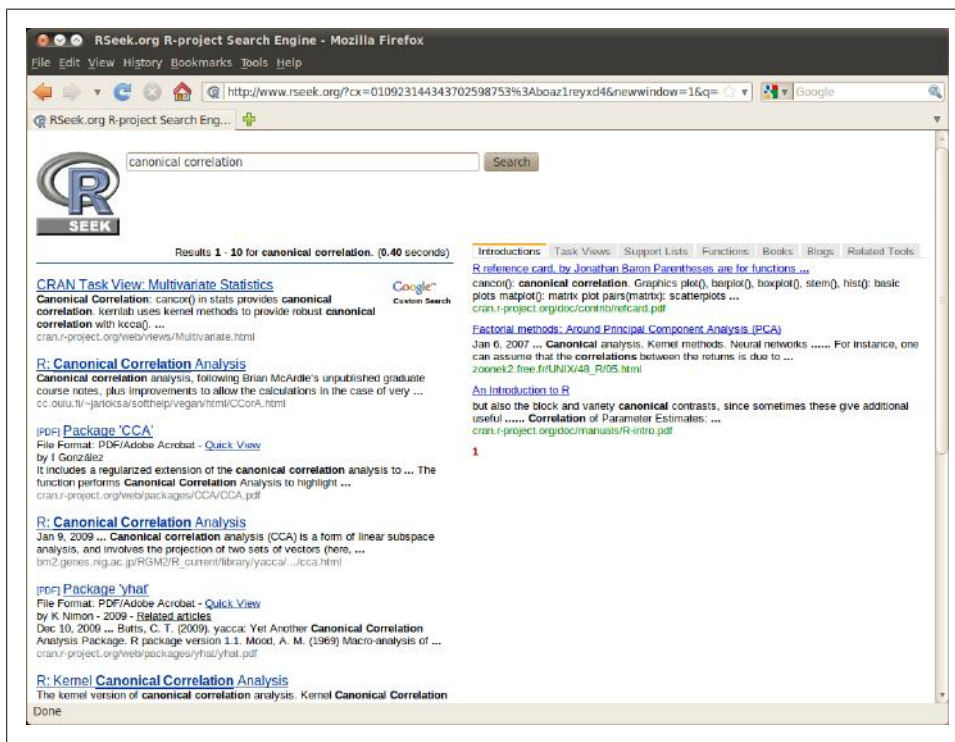 RSeek.org R-project Search Engine - Mozilla Firefox
File Edit View History Bookmarks Tools Help
http://www.rseek.org/?cx=010923144343702598753%3Aboaz1reyxd4&newwindow=1&q=
Google
RSeek.org R-project Search Eng...
canonical correlation
Search
R
SEEK
Results 1 - 10 for canonical correlation. (0.40 seconds)
CRAN Task View: Multivariate Statistics
Google™
Custom Search
Canonical Correlation: cancor() in stats provides canonical
correlation. kernlab uses kernel methods to provide robust canonical
correlation with kcca(). ...
cran.r-project.org/web/views/Multivariate.html
R: Canonical Correlation Analysis
Canonical correlation analysis, following Brian McArdle's unpublished graduate
course notes, plus improvements to allow the calculations in the case of very ...
cc.oulu.fi/~jarioksa/softhelp/vegan/html/CCorA.html
[PDF] Package 'CCA'
File Format: PDF/Adobe Acrobat - Quick View
by I González
It includes a regularized extension of the canonical correlation analysis to ... The
function performs Canonical Correlation Analysis to highlight ...
cran.r-project.org/web/packages/CCA/CCA.pdf
R: Canonical Correlation Analysis
Jan 9, 2009 ... Canonical correlation analysis (CCA) is a form of linear subspace
analysis, and involves the projection of two sets of vectors (here, ...
bm2.genes.nig.ac.jp/RGM2/R_current/library/yacca/.../cca.html
[PDF] Package 'yhat'
File Format: PDF/Adobe Acrobat - Quick View
by K Nimon - 2009 - Related articles
Dec 10, 2009 ... Butts, C. T. (2009). yacca: Yet Another Canonical Correlation
Analysis Package. R package version 1.1. Mood, A. M. (1969) Macro-analysis of ...
cran.r-project.org/web/packages/yhat/yhat.pdf
R: Kernel Canonical Correlation Analysis
The kernel version of canonical correlation analysis. Kernel Canonical Correlation
Introductions Task Views Support Lists Functions Books Blogs Related Tools
R reference card, by Jonathan Baron Parentheses are for functions ...
cancor(): canonical correlation. Graphics plot(), barplot(), boxplot(), stem(), hist(): basic
plots matplot(): matrix plot pairs(matrix): scatterplots ...
cran.r-project.org/doc/contrib/refcard.pdf
Factorial methods: Around Principal Component Analysis (PCA)
Jan 6, 2007 ... Canonical analysis. Kernel methods. Neural networks ...... For instance, one
can assume that the correlations between the returns is due to ...
zoonek2.free.fr/UNIX/48_R/05.html
An Introduction to R
but also the block and variety canonical contrasts, since sometimes these give additional
useful ...... Correlation of Parameter Estimates: ...
cran.r-project.org/doc/manuals/R-intro.pdf
1
Done